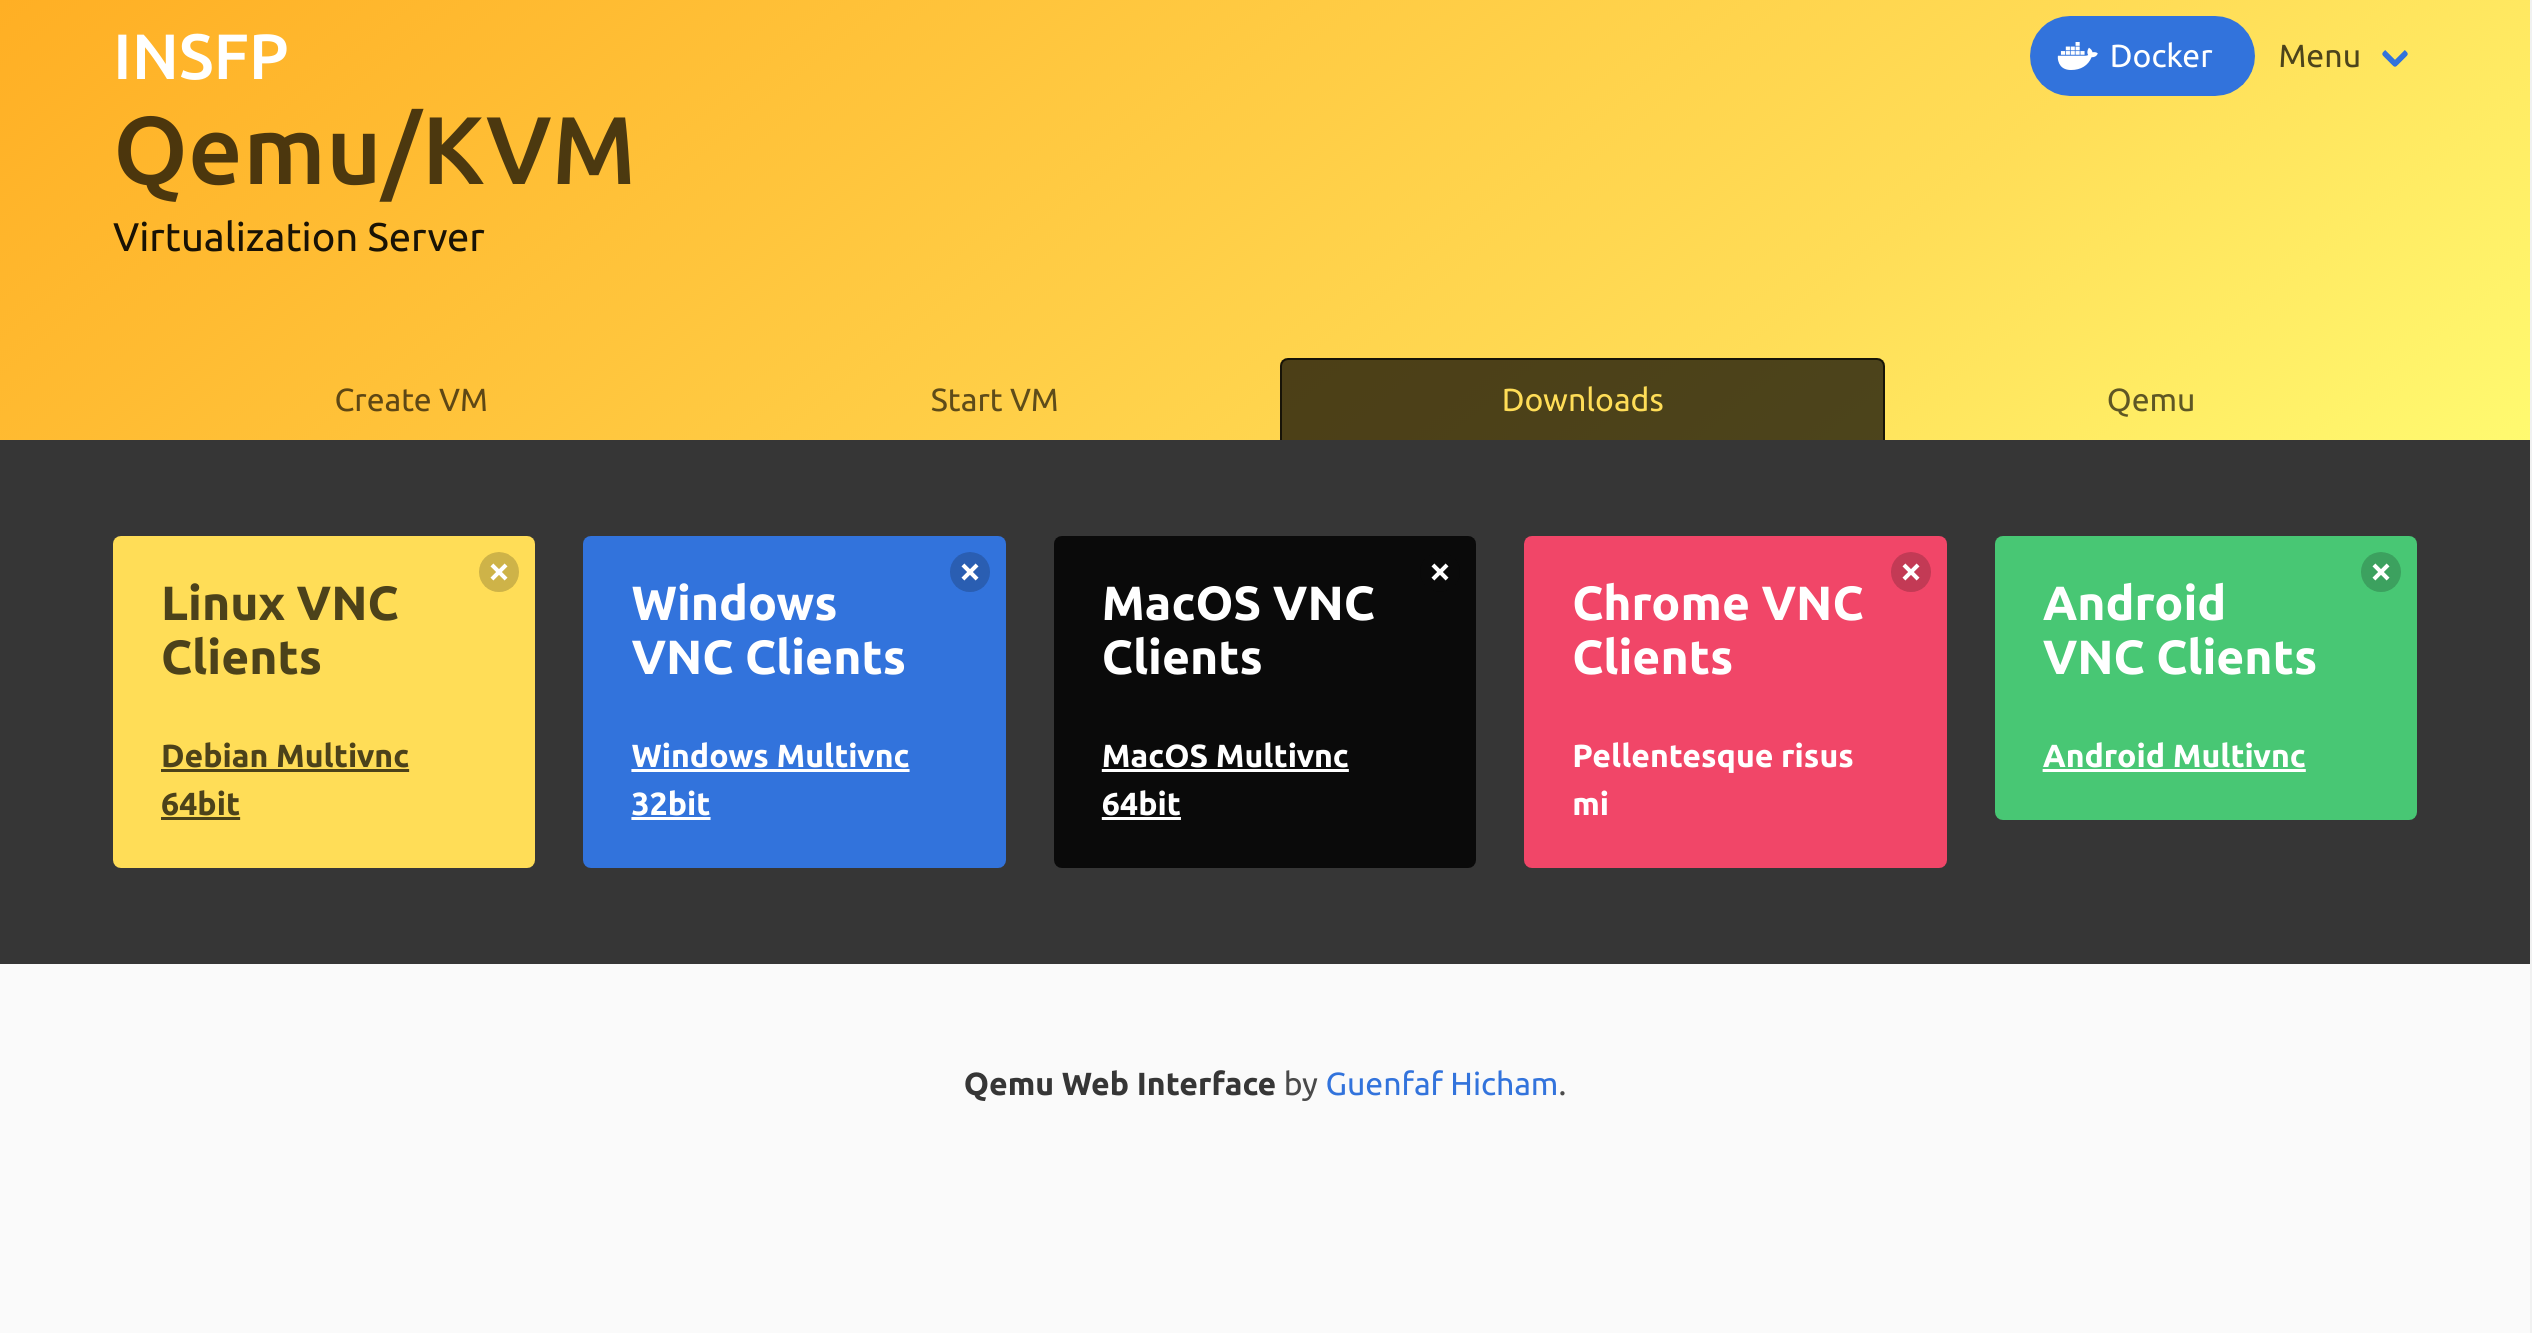 INSFP
Docker
Menu
Qemu/KVM
Virtualization Server
Create VM
Start VM
Downloads
Qemu
Linux VNC
Clients
Debian Multivnc
64bit
Windows
VNC Clients
Windows Multivnc
32bit
MacOS VNC
Clients
MacOS Multivnc
64bit
Chrome VNC
Clients
Pellentesque risus
mi
Android
VNC Clients
Android Multivnc
Qemu Web Interface by Guenfaf Hicham.